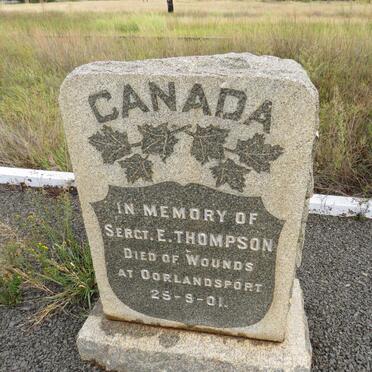 CANADA
IN MEMORY OF
SERGT. E. THOMPSON
DIED OF WOUNDS
AT OORLANDSPORT
25-9-01.